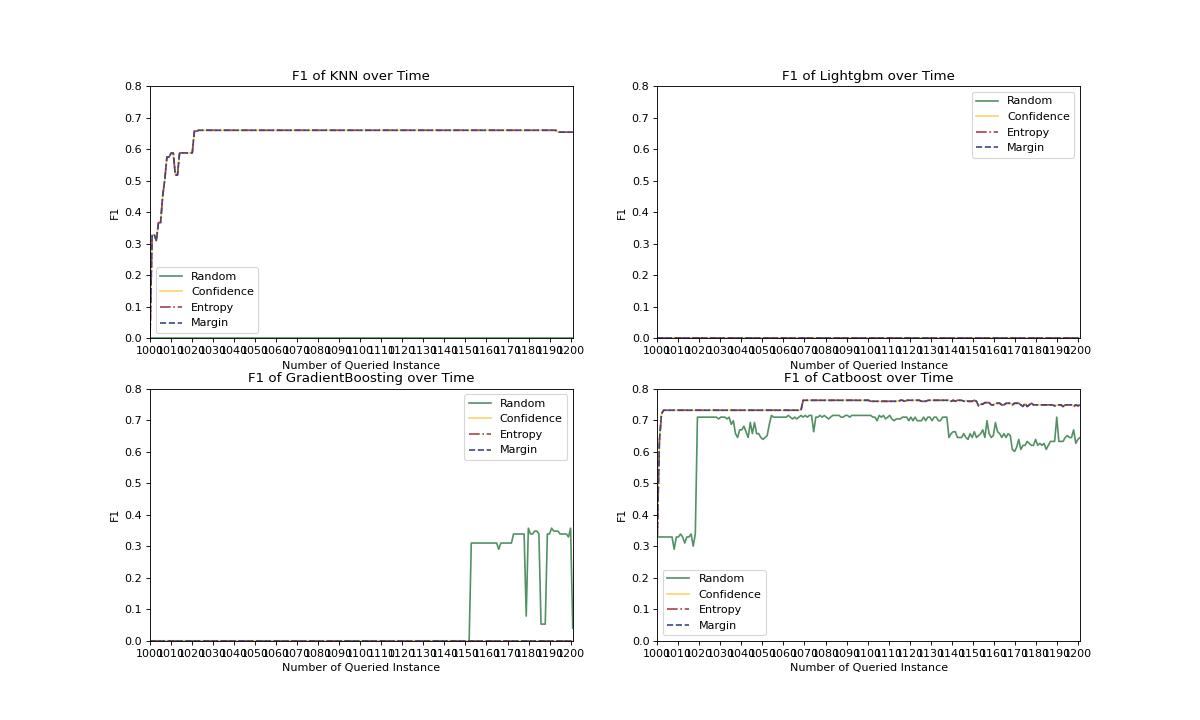 F1 of KNN over Time
0.8
0.7
0.6
0.5
0.4
0.3
0.2
0.1
0.0
F1
Random
Confidence
Entropy
Margin
1000 1010 1020 1030 1040 1050 1060 1070 1080 1090 1100 1110 1120 1130 1140 1150 1160 1170 1180 1190 1200
Number of Queried Instance
F1 of Lightgbm over Time
0.8
0.7
0.6
0.5
0.4
0.3
0.2
0.1
0.0
F1
Random
Confidence
Entropy
Margin
1000 1010 1020 1030 1040 1050 1060 1070 1080 1090 1100 1110 1120 1130 1140 1150 1160 1170 1180 1190 1200
Number of Queried Instance
F1 of GradientBoosting over Time
0.8
0.7
0.6
0.5
0.4
0.3
0.2
0.1
0.0
F1
Random
Confidence
Entropy
Margin
1000 1010 1020 1030 1040 1050 1060 1070 1080 1090 1100 1110 1120 1130 1140 1150 1160 1170 1180 1190 1200
Number of Queried Instance
F1 of Catboost over Time
0.8
0.7
0.6
0.5
0.4
0.3
0.2
0.1
0.0
F1
Random
Confidence
Entropy
Margin
1000 1010 1020 1030 1040 1050 1060 1070 1080 1090 1100 1110 1120 1130 1140 1150 1160 1170 1180 1190 1200
Number of Queried Instance